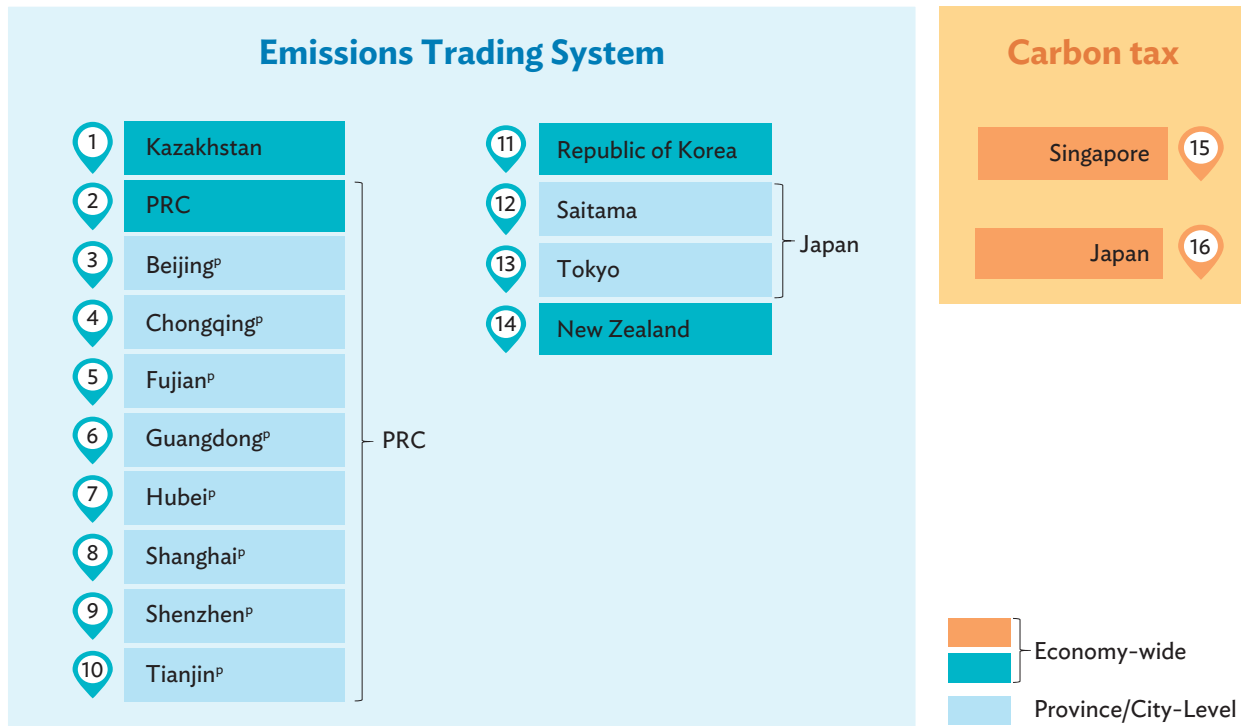 Emissions Trading System
1 Kazakhstan
2 PRC
3 Beijingᵖ
4 Chongqingᵖ
5 Fujianᵖ
6 Guangdongᵖ
7 Hubeiᵖ
8 Shanghaiᵖ
9 Shenzhenᵖ
10 Tianjinᵖ
PRC
11 Republic of Korea
12 Saitama
13 Tokyo
Japan
14 New Zealand
Carbon tax
Singapore 15
Japan 16
Economy-wide
Province/City-Level